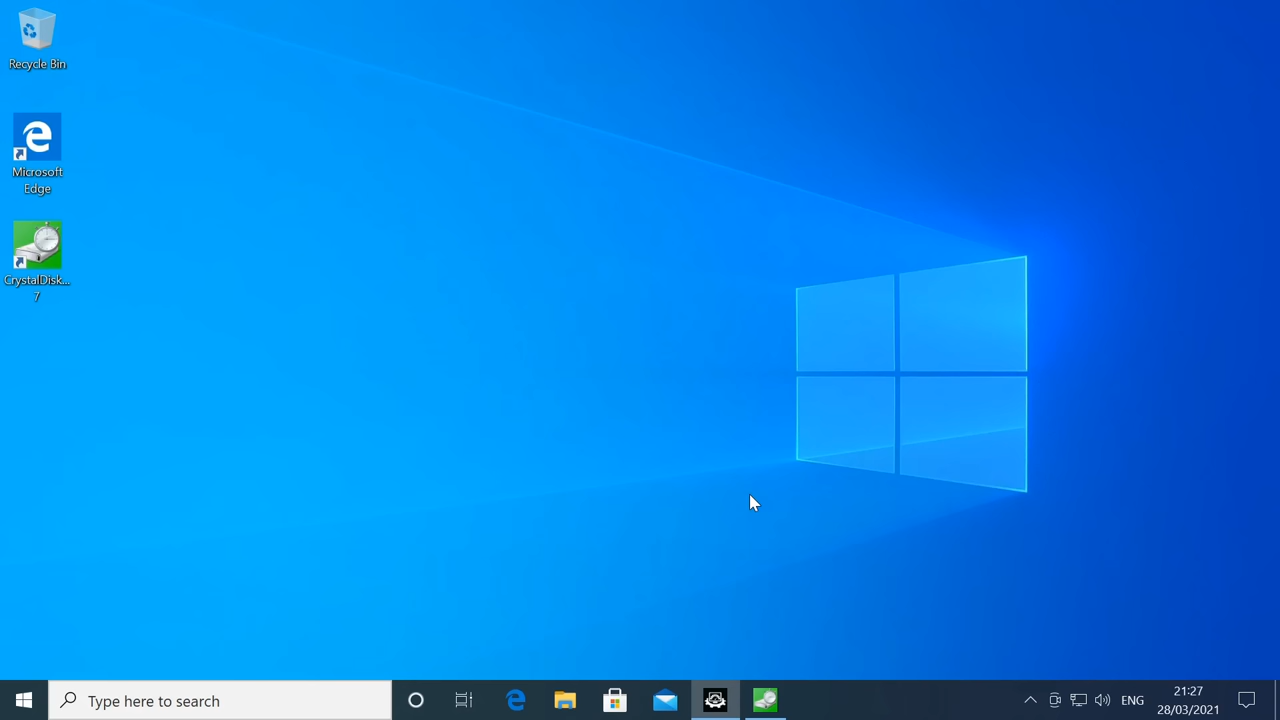 Recycle Bin
Microsoft
Edge
CrystalDisk...
7
Type here to search
ENG
21:27
28/03/2021